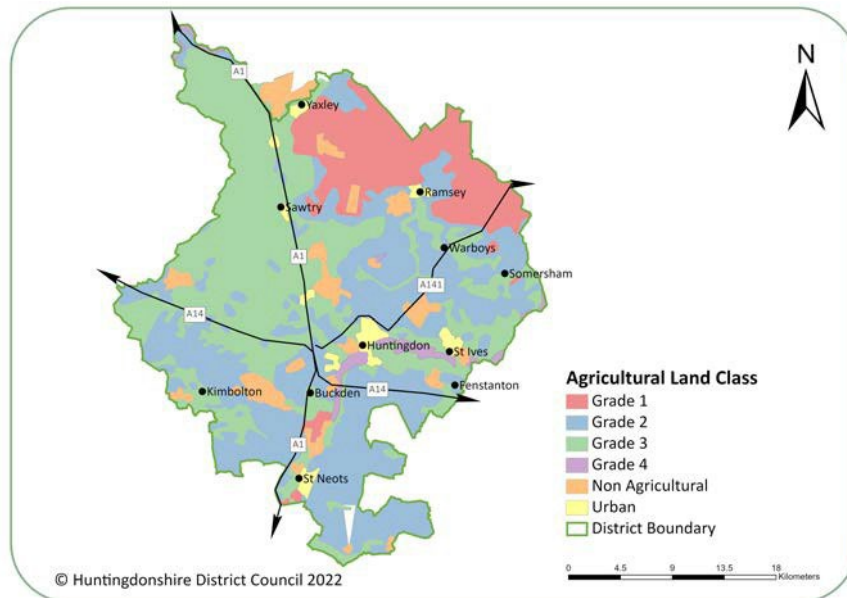 N
A1
Yaxley
Ramsey
Sawtry
Warboys
A1
Somersham
A141
A14
Huntingdon
St Ives
Kimbolton
Buckden
A14
Fenstanton
A1
St Neots
Agricultural Land Class
Grade 1
Grade 2
Grade 3
Grade 4
Non Agricultural
Urban
District Boundary
0 4.5 9 13.5 18
Kilometers
© Huntingdonshire District Council 2022